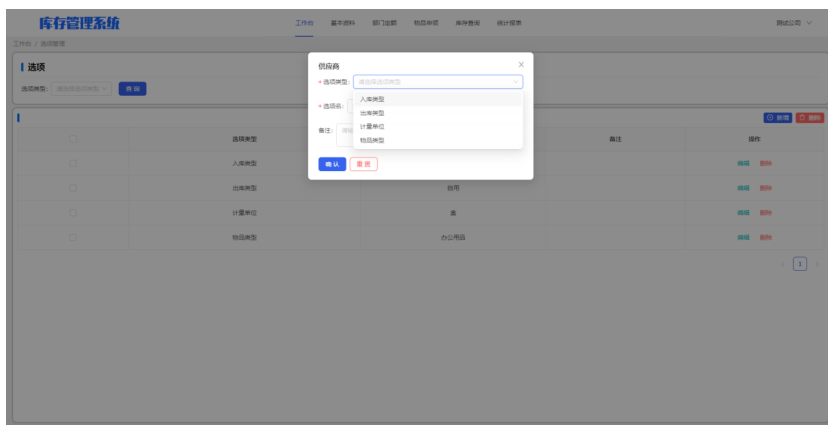 库存管理系统
工作台 基本资料 部门出额 物品申领 库存查询 统计报表
测试公司
工作台 / 选项管理
选项
选项类型: 请选择选项类型 查 询
供应商
* 选项类型: 请选择选项类型
入库类型
出库类型
计量单位
物品类型
* 选项名:
备注:
确 认 重 置
新增 删除
选项类型 备注 操作
入库类型 编辑 删除
出库类型 自用 编辑 删除
计量单位 盒 编辑 删除
物品类型 办公用品 编辑 删除
1